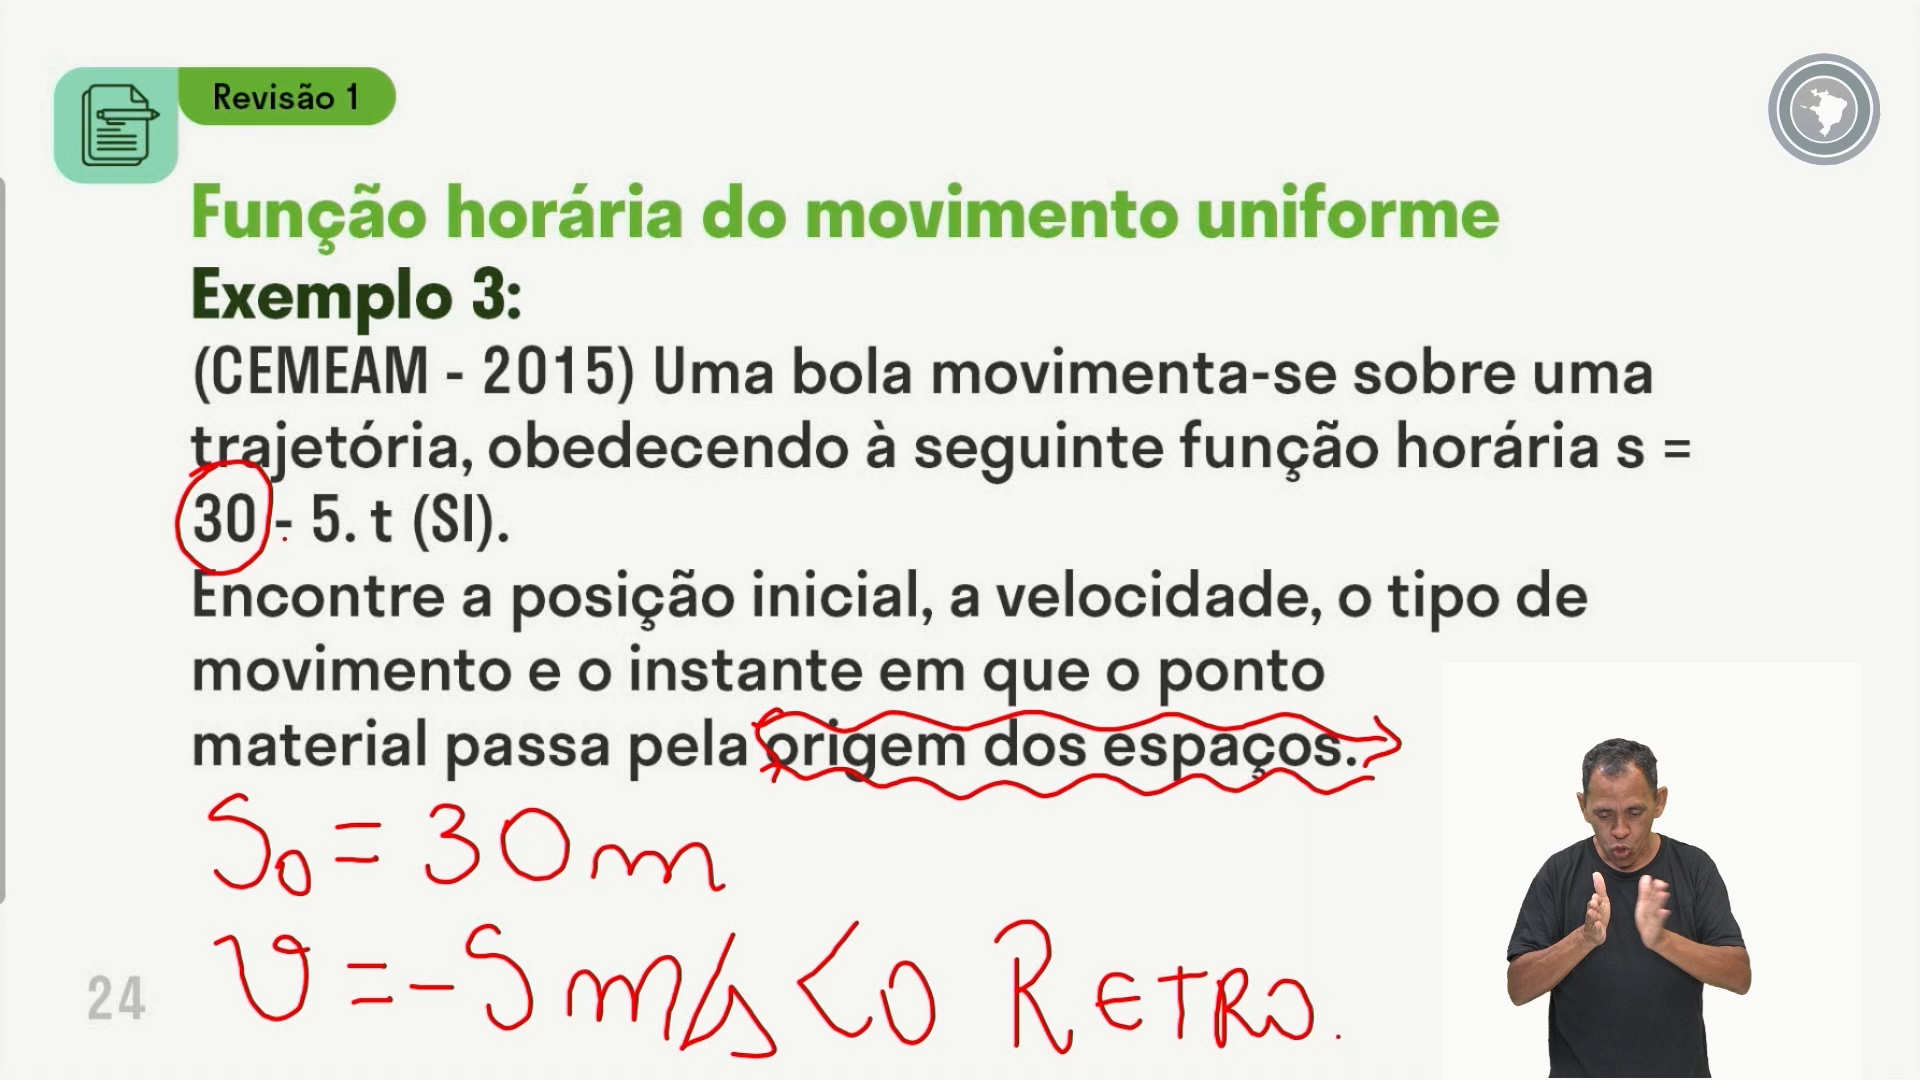 Revisão 1
Função horária do movimento uniforme
Exemplo 3:
(CEMEAM - 2015) Uma bola movimenta-se sobre uma
trajetória, obedecendo à seguinte função horária s =
30 - 5. t (SI).
Encontre a posição inicial, a velocidade, o tipo de
movimento e o instante em que o ponto
material passa pela origem dos espaços.
S0 = 30m
v = -5m/s < 0 RETRO.
24